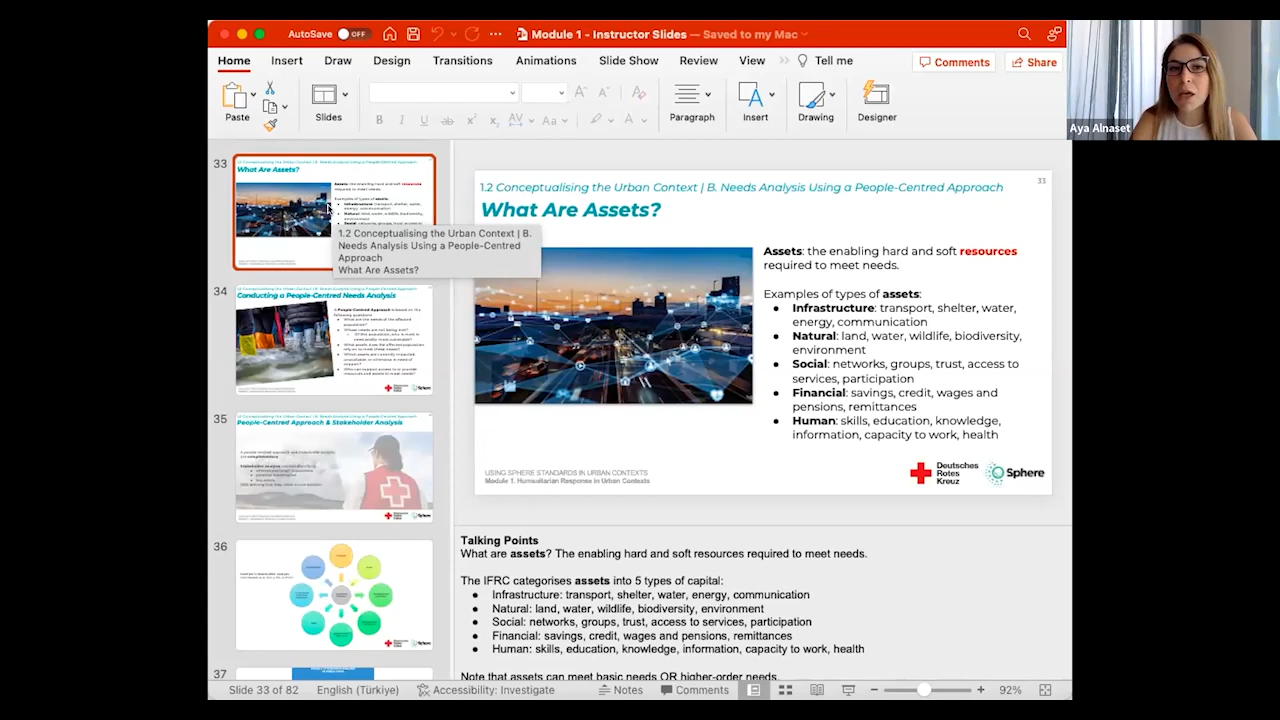 AutoSave OFF
Module 1 - Instructor Slides — Saved to my Mac
Home Insert Draw Design Transitions Animations Slide Show Review View Tell me
Comments Share
Paste Slides Paragraph Insert Drawing Designer
Aya Alnaset
33
What Are Assets?
1.2 Conceptualising the Urban Context | B.
Needs Analysis Using a People-Centred
Approach
What Are Assets?
34
Conducting a People-Centred Needs Analysis
35
People-Centred Approach & Stakeholder Analysis
36
37
33
1.2 Conceptualising the Urban Context | B. Needs Analysis Using a People-Centred Approach
What Are Assets?
Assets: the enabling hard and soft resources
required to meet needs.
Examples of types of assets:
Infrastructure: transport, shelter, water,
energy, communication
● Natural: land, water, wildlife, biodiversity,
environment
● Social: networks, groups, trust, access to
services, participation
● Financial: savings, credit, wages and
pensions, remittances
● Human: skills, education, knowledge,
information, capacity to work, health
USING SPHERE STANDARDS IN URBAN CONTEXTS
Module 1. Humanitarian Response in Urban Contexts
Deutsches
Rotes
Kreuz
Sphere
Talking Points
What are assets? The enabling hard and soft resources required to meet needs.
The IFRC categorises assets into 5 types of capital:
● Infrastructure: transport, shelter, water, energy, communication
● Natural: land, water, wildlife, biodiversity, environment
● Social: networks, groups, trust, access to services, participation
● Financial: savings, credit, wages and pensions, remittances
● Human: skills, education, knowledge, information, capacity to work, health
Note that assets can meet basic needs OR higher-order needs.
Slide 33 of 82 English (Türkiye) Accessibility: Investigate Notes Comments 92%